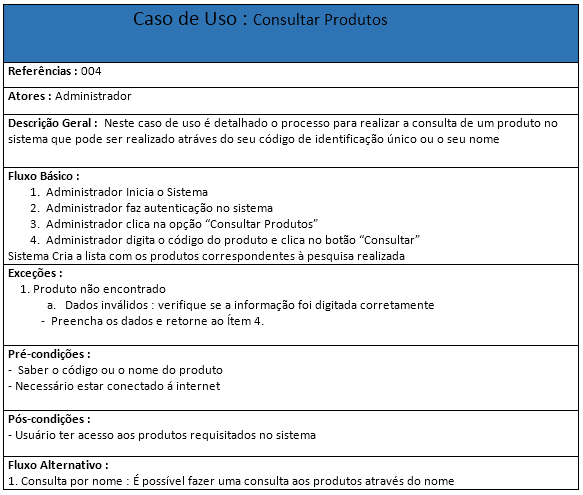 Caso de Uso : Consultar Produtos
Referências : 004
Atores : Administrador
Descrição Geral : Neste caso de uso é detalhado o processo para realizar a consulta de um produto no
sistema que pode ser realizado atráves do seu código de identificação único ou o seu nome
Fluxo Básico :
1. Administrador Inicia o Sistema
2. Administrador faz autenticação no sistema
3. Administrador clica na opção “Consultar Produtos”
4. Administrador digita o código do produto e clica no botão “Consultar”
Sistema Cria a lista com os produtos correspondentes à pesquisa realizada
Exceções :
1. Produto não encontrado
a. Dados inválidos : verifique se a informação foi digitada corretamente
- Preencha os dados e retorne ao Ítem 4.
Pré-condições :
- Saber o código ou o nome do produto
- Necessário estar conectado á internet
Pós-condições :
- Usuário ter acesso aos produtos requisitados no sistema
Fluxo Alternativo :
1. Consulta por nome : É possível fazer uma consulta aos produtos através do nome